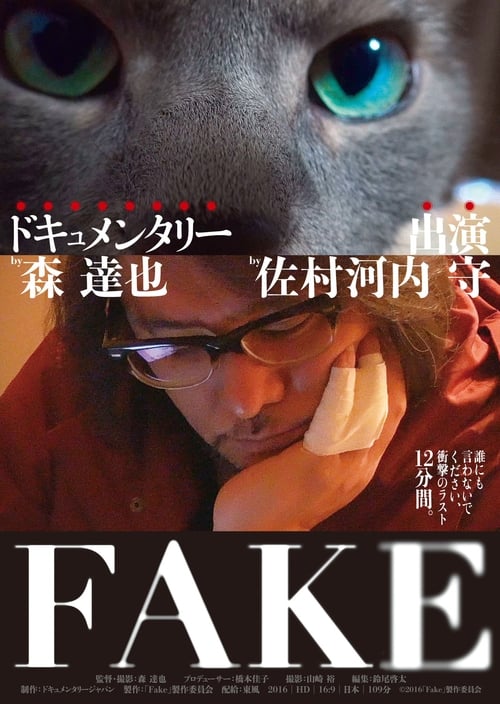 ドキュメンタリー
by 森 達也
出演
by 佐村河内 守
誰にも
言わないで
ください、
衝撃のラスト
12分間。
FAKE
監督・撮影：森 達也　プロデューサー：橋本佳子　撮影：山崎 裕　編集：鈴尾啓太
制作：ドキュメンタリージャパン　製作：「Fake」製作委員会　配給：東風　2016｜HD｜16:9｜日本｜109分　©2016「Fake」製作委員会